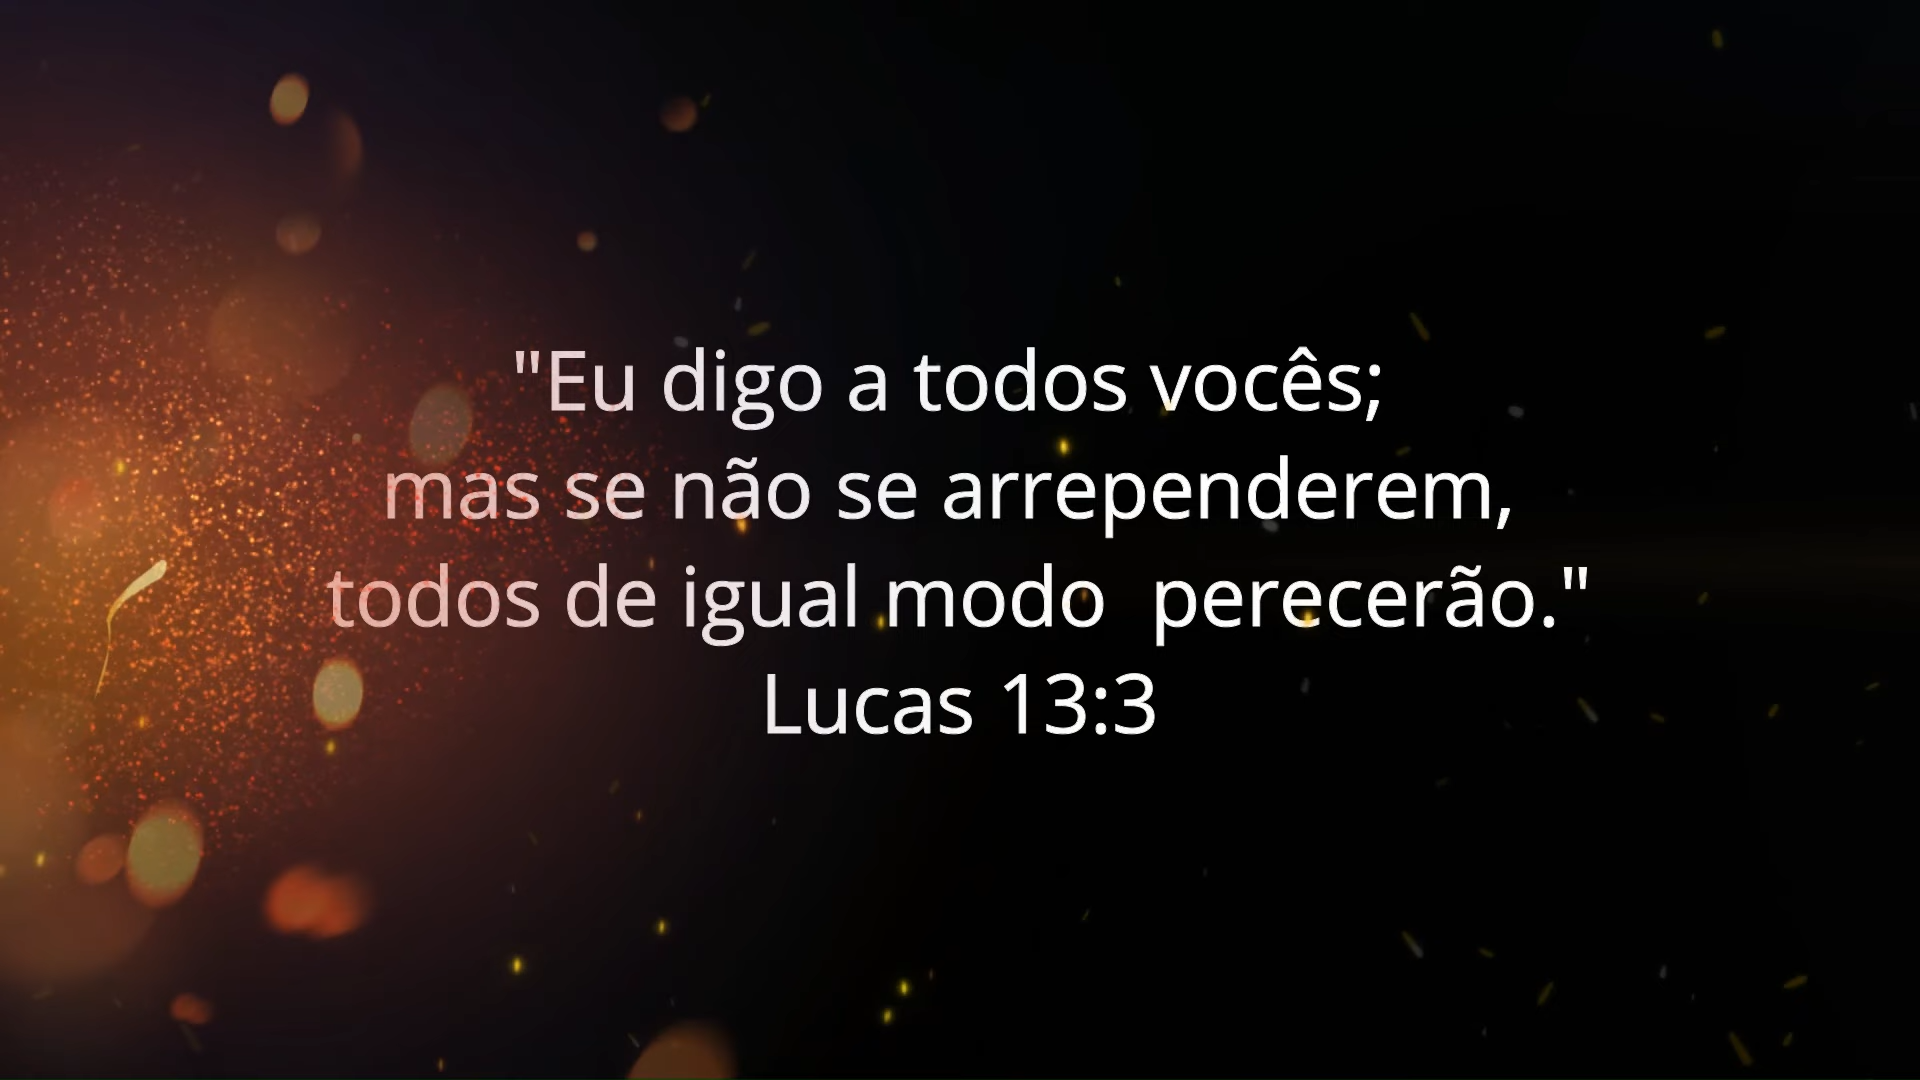 "Eu digo a todos vocês;
mas se não se arrependerem,
todos de igual modo  perecerão."
Lucas 13:3